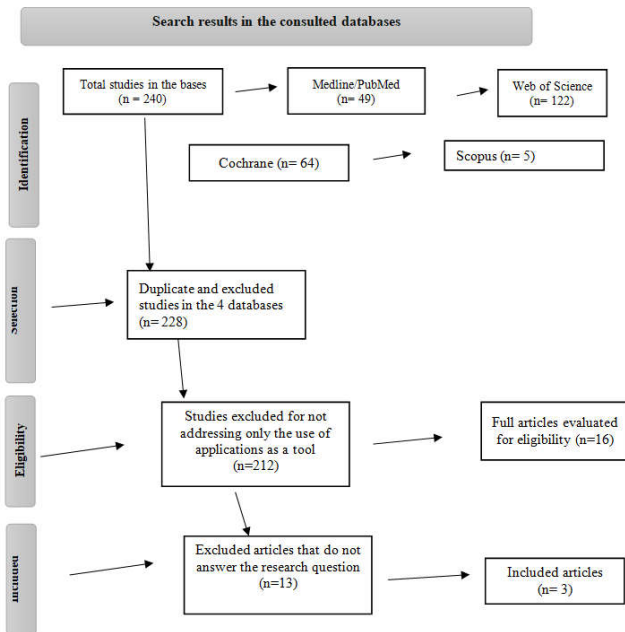 Search results in the consulted databases
Identification
Total studies in the bases
(n = 240)
Medline/PubMed
(n= 49)
Web of Science
(n= 122)
Cochrane (n= 64)
Scopus (n= 5)
Selection
Duplicate and excluded
studies in the 4 databases
(n= 228)
Eligibility
Studies excluded for not
addressing only the use of
applications as a tool
(n=212)
Full articles evaluated
for eligibility (n=16)
Included
Excluded articles that do not
answer the research question
(n=13)
Included articles
(n= 3)